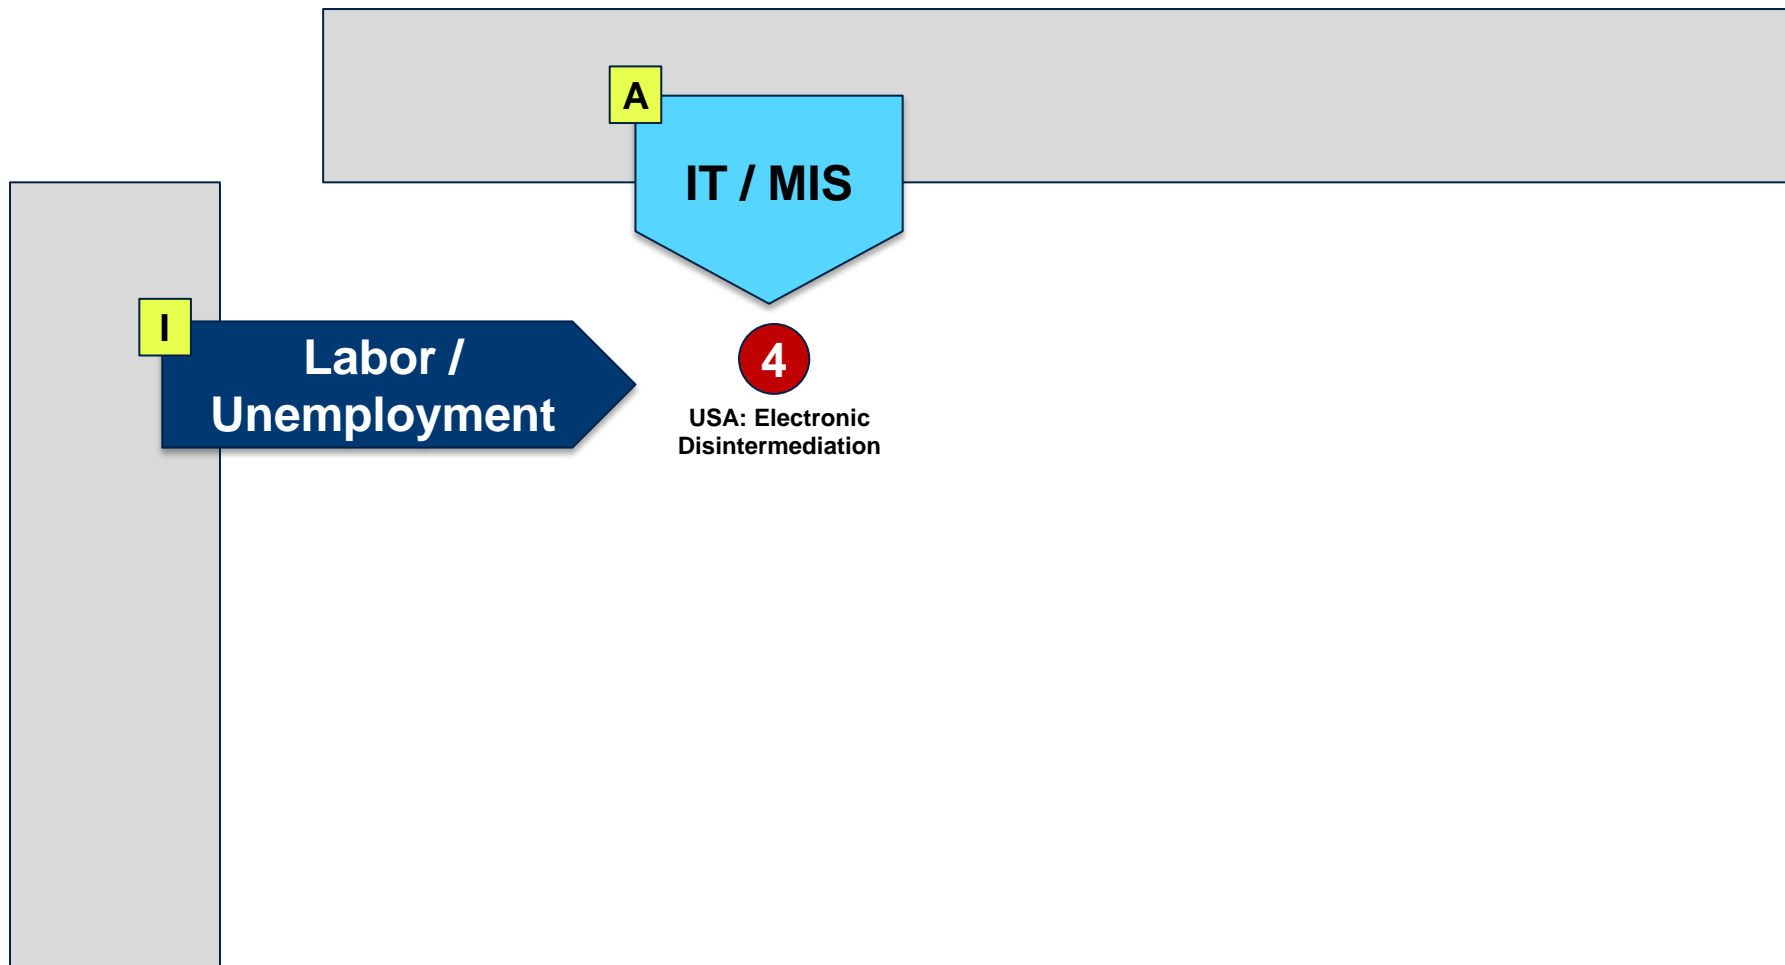 A
IT / MIS
I
Labor /
Unemployment
4
USA: Electronic
Disintermediation